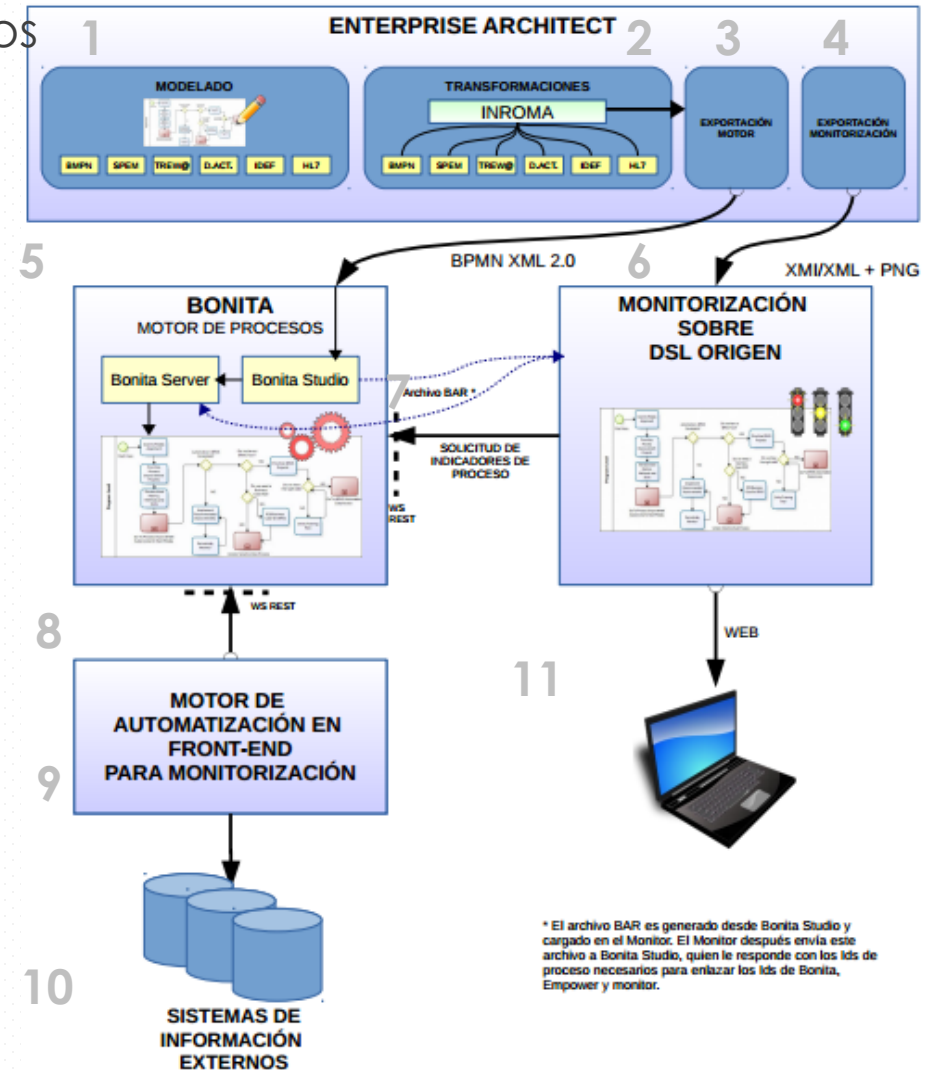 OS
ENTERPRISE ARCHITECT
1
2
3
4
MODELADO
BMPN
SPEM
TREW@
D.ACT.
IDEF
HL7
TRANSFORMACIONES
INROMA
BMPN
SPEM
TREW@
D.ACT.
IDEF
HL7
EXPORTACIÓN
MOTOR
EXPORTACIÓN
MONITORIZACIÓN
5
BPMN XML 2.0
6
XMI/XML + PNG
BONITA
MOTOR DE PROCESOS
Bonita Server
Bonita Studio
7
Archivo BAR *
SOLICITUD DE
INDICADORES DE
PROCESO
WS
REST
MONITORIZACIÓN
SOBRE
DSL ORIGEN
WS REST
8
WEB
11
MOTOR DE
AUTOMATIZACIÓN EN
FRONT-END
PARA MONITORIZACIÓN
9
10
SISTEMAS DE
INFORMACIÓN
EXTERNOS
* El archivo BAR es generado desde Bonita Studio y
cargado en el Monitor. El Monitor después envía este
archivo a Bonita Studio, quien le responde con los Ids de
proceso necesarios para enlazar los Ids de Bonita,
Empower y monitor.